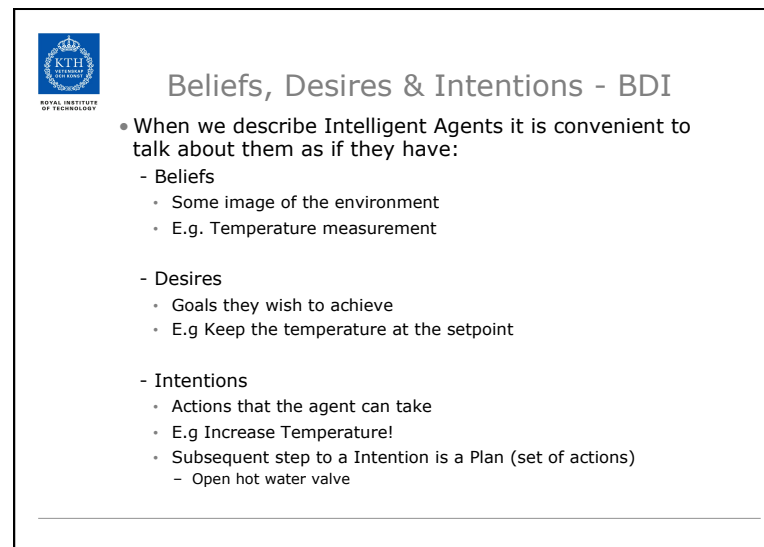 KTH
VETENSKAP
OCH KONST
ROYAL INSTITUTE
OF TECHNOLOGY
Beliefs, Desires & Intentions - BDI
• When we describe Intelligent Agents it is convenient to
talk about them as if they have:
- Beliefs
• Some image of the environment
• E.g. Temperature measurement
- Desires
• Goals they wish to achieve
• E.g Keep the temperature at the setpoint
- Intentions
• Actions that the agent can take
• E.g Increase Temperature!
• Subsequent step to a Intention is a Plan (set of actions)
– Open hot water valve